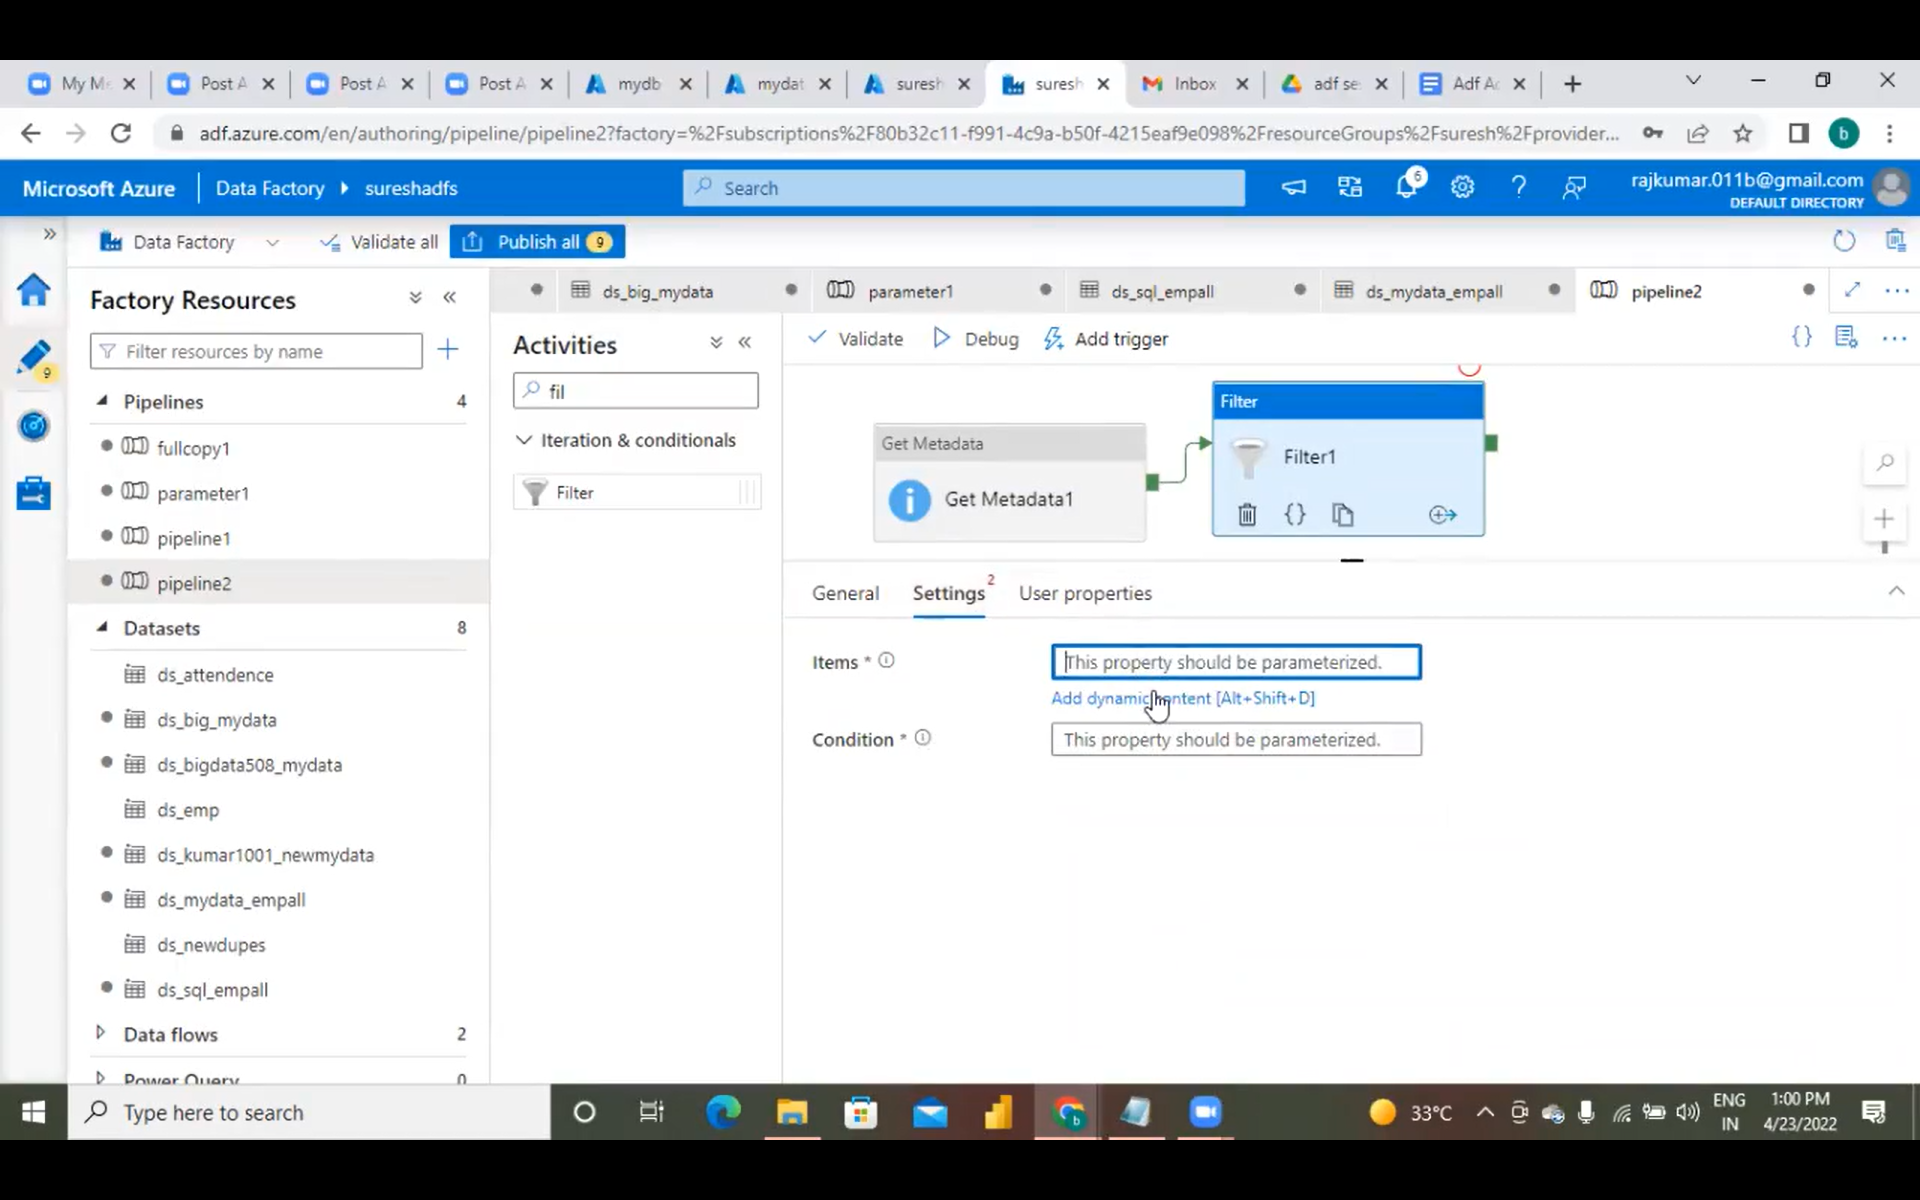 My Me
Post A
Post A
Post A
mydb
mydat
suresh
suresh
Inbox
adf se
Adf Ac
adf.azure.com/en/authoring/pipeline/pipeline2?factory=%2Fsubscriptions%2F80b32c11-f991-4c9a-b50f-4215eaf9e098%2FresourceGroups%2Fsuresh%2Fprovider...
b
Microsoft Azure
Data Factory
sureshadfs
Search
6
rajkumar.011b@gmail.com
DEFAULT DIRECTORY
Data Factory
Validate all
Publish all 9
Factory Resources
ds_big_mydata
parameter1
ds_sql_empall
ds_mydata_empall
pipeline2
Filter resources by name
9
Pipelines 4
fullcopy1
parameter1
pipeline1
pipeline2
Datasets 8
ds_attendence
ds_big_mydata
ds_bigdata508_mydata
ds_emp
ds_kumar1001_newmydata
ds_mydata_empall
ds_newdupes
ds_sql_empall
Data flows 2
Power Query 0
Activities
fil
Iteration & conditionals
Filter
Validate
Debug
Add trigger
Get Metadata
Get Metadata1
Filter
Filter1
General
Settings 2
User properties
Items *
This property should be parameterized.
Add dynamic content [Alt+Shift+D]
Condition *
This property should be parameterized.
Type here to search
33°C
ENG
IN
1:00 PM
4/23/2022